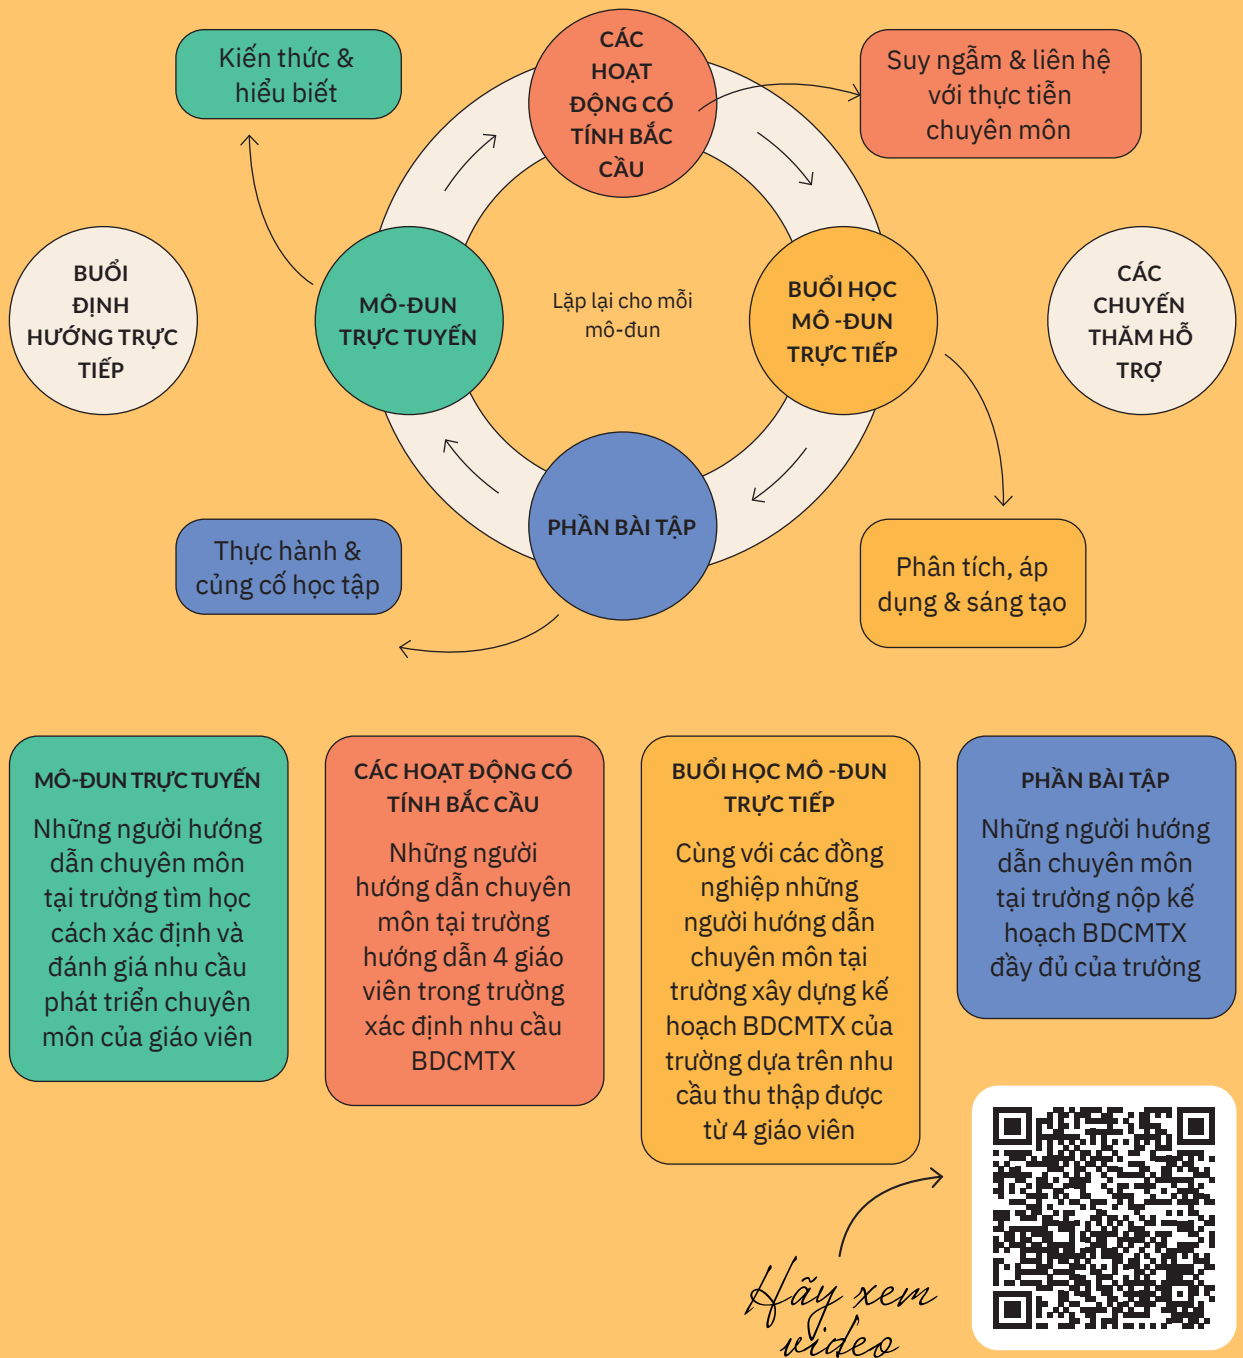 Kiến thức &
hiểu biết
CÁC
HOẠT
ĐỘNG CÓ
TÍNH BẮC
CẦU
Suy ngẫm & liên hệ
với thực tiễn
chuyên môn
BUỔI
ĐỊNH
HƯỚNG TRỰC
TIẾP
MÔ-ĐUN
TRỰC TUYẾN
Lặp lại cho mỗi
mô-đun
BUỔI HỌC
MÔ -ĐUN
TRỰC TIẾP
CÁC
CHUYẾN
THĂM HỖ
TRỢ
PHẦN BÀI TẬP
Thực hành &
củng cố học tập
Phân tích, áp
dụng & sáng tạo
MÔ-ĐUN TRỰC TUYẾN
Những người hướng
dẫn chuyên môn
tại trường tìm học
cách xác định và
đánh giá nhu cầu
phát triển chuyên
môn của giáo viên
CÁC HOẠT ĐỘNG CÓ
TÍNH BẮC CẦU
Những người
hướng dẫn chuyên
môn tại trường
hướng dẫn 4 giáo
viên trong trường
xác định nhu cầu
BDCMTX
BUỔI HỌC MÔ -ĐUN
TRỰC TIẾP
Cùng với các đồng
nghiệp những
người hướng dẫn
chuyên môn tại
trường xây dựng kế
hoạch BDCMTX của
trường dựa trên nhu
cầu thu thập được
từ 4 giáo viên
PHẦN BÀI TẬP
Những người hướng
dẫn chuyên môn
tại trường nộp kế
hoạch BDCMTX
đầy đủ của trường
Hãy xem
video